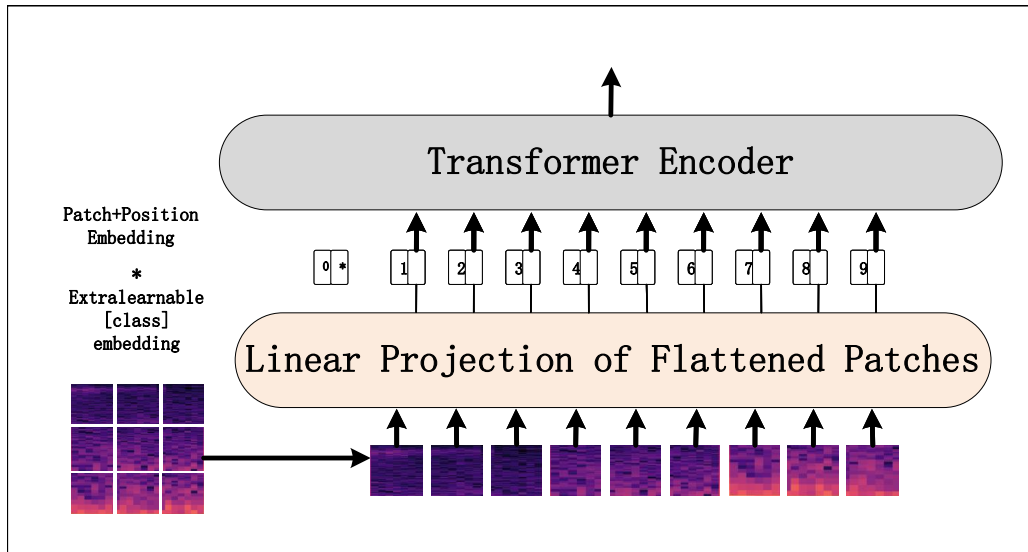 Transformer Encoder
Patch+Position
Embedding
*
Extralearnable
[class]
embedding
0 * 1 2 3 4 5 6 7 8 9
Linear Projection of Flattened Patches